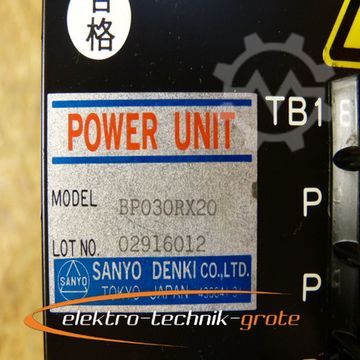 合格
POWER UNIT
MODEL BP030RX20
LOT NO. 02916012
SANYO
SANYO DENKI CO.,LTD.
TOKYO JAPAN
TB1
P
P
elektro-technik-grote